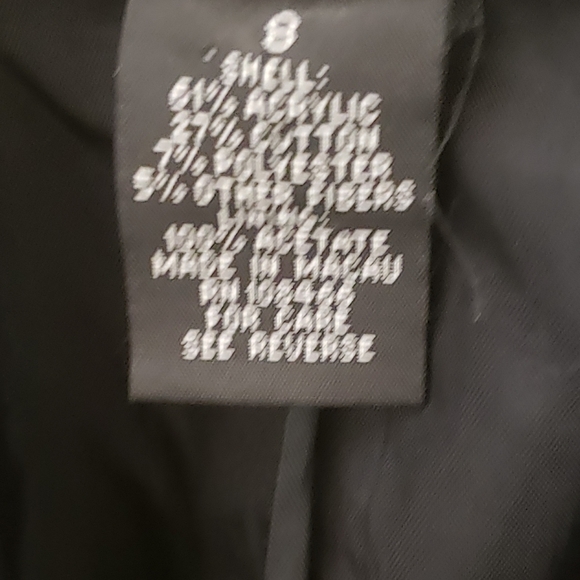 8
SHELL:
61% ACRYLIC
27% COTTON
7% POLYESTER
5% OTHER FIBERS
LINING:
100% ACETATE
MADE IN MACAU
RN
FOR CARE
SEE REVERSE